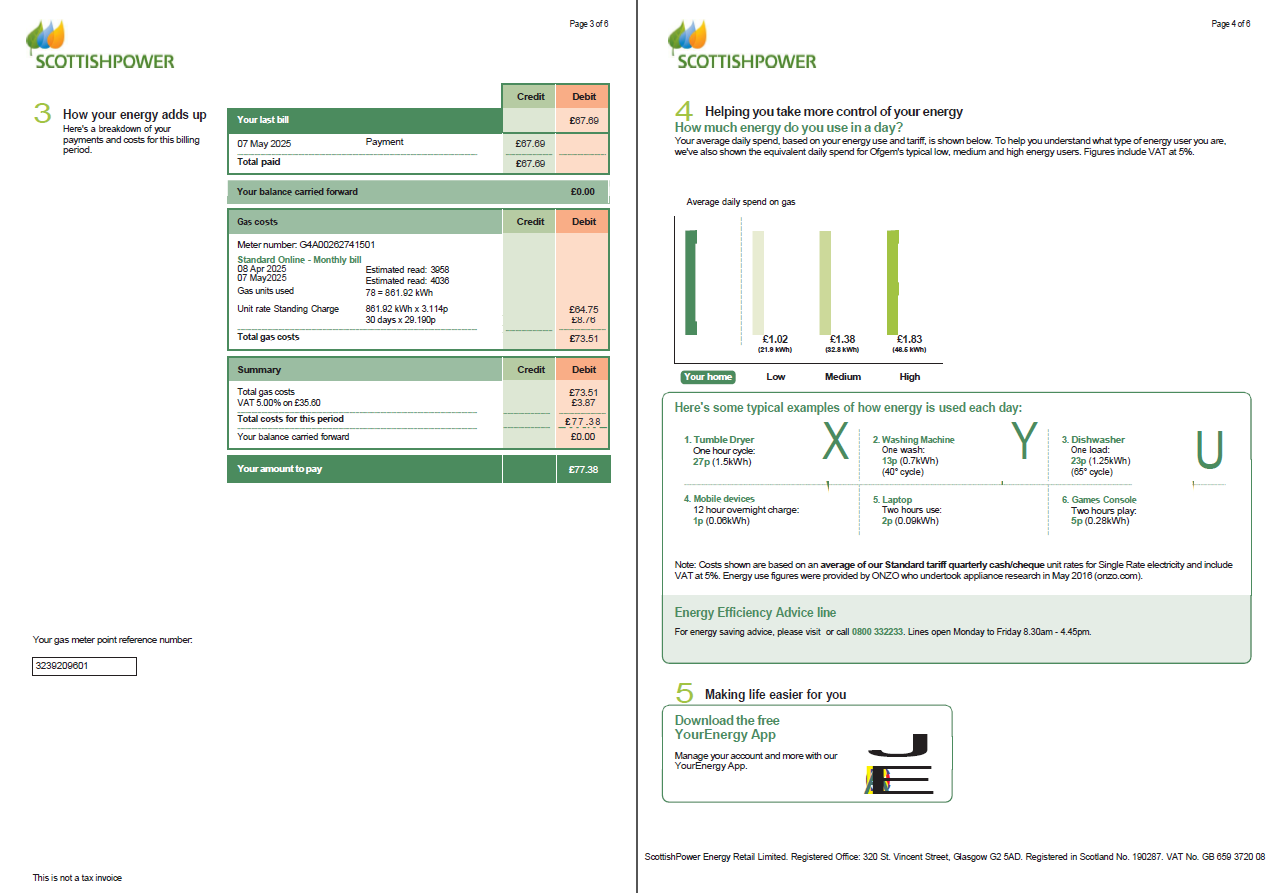 Page 3 of 6
SCOTTISHPOWER
3 How your energy adds up
Here's a breakdown of your
payments and costs for this billing
period.
Credit Debit
Your last bill £67.69
07 May 2025 Payment £67.69
Total paid £67.69
Your balance carried forward £0.00
Gas costs Credit Debit
Meter number: G4A00262741501
Standard Online - Monthly bill
08 Apr 2025 Estimated read: 3958
07 May2025 Estimated read: 4036
Gas units used 78 = 861.92 kWh
Unit rate Standing Charge 861.92 kWh x 3.114p £64.75
30 days x 29.190p £8.76
Total gas costs £73.51
Summary Credit Debit
Total gas costs £73.51
VAT 5.00% on £35.60 £3.87
Total costs for this period £77.38
Your balance carried forward £0.00
Your amount to pay £77.38
Your gas meter point reference number:
3239209601
This is not a tax invoice
Page 4 of 6
SCOTTISHPOWER
4 Helping you take more control of your energy
How much energy do you use in a day?
Your average daily spend, based on your energy use and tariff, is shown below. To help you understand what type of energy user you are,
we've also shown the equivalent daily spend for Ofgem's typical low, medium and high energy users. Figures include VAT at 5%.
Average daily spend on gas
£1.02 £1.38 £1.83
(21.9 kWh) (32.8 kWh) (46.5 kWh)
Your home Low Medium High
Here's some typical examples of how energy is used each day:
1. Tumble Dryer
One hour cycle:
27p (1.5kWh)
X
2. Washing Machine
One wash:
13p (0.7kWh)
(40° cycle)
Y
3. Dishwasher
One load:
23p (1.25kWh)
(65° cycle)
U
4. Mobile devices
12 hour overnight charge:
1p (0.06kWh)
5. Laptop
Two hours use:
2p (0.09kWh)
6. Games Console
Two hours play:
5p (0.28kWh)
Note: Costs shown are based on an average of our Standard tariff quarterly cash/cheque unit rates for Single Rate electricity and include
VAT at 5%. Energy use figures were provided by ONZO who undertook appliance research in May 2016 (onzo.com).
Energy Efficiency Advice line
For energy saving advice, please visit or call 0800 332233. Lines open Monday to Friday 8.30am - 4.45pm.
5 Making life easier for you
Download the free
YourEnergy App
Manage your account and more with our
YourEnergy App.
J
E
ScottishPower Energy Retail Limited. Registered Office: 320 St. Vincent Street, Glasgow G2 5AD. Registered in Scotland No. 190287. VAT No. GB 659 3720 08